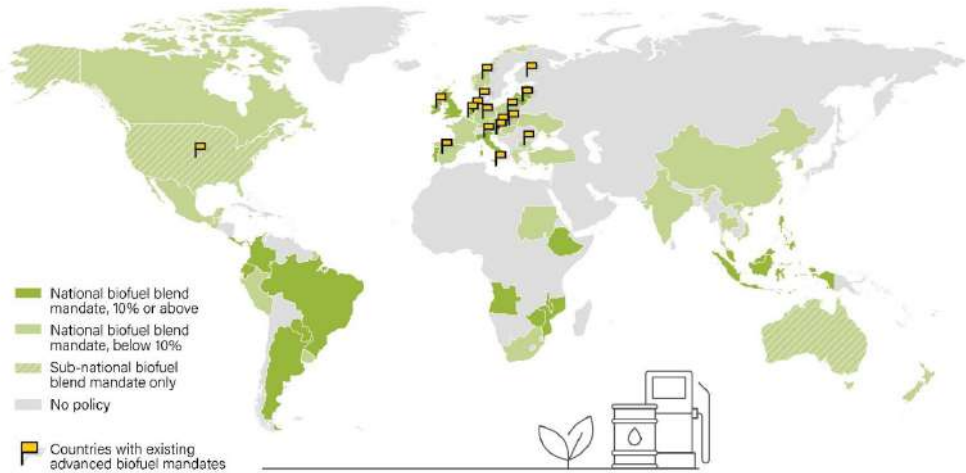 National biofuel blend
mandate, 10% or above
National biofuel blend
mandate, below 10%
Sub-national biofuel
blend mandate only
No policy
Countries with existing
advanced biofuel mandates